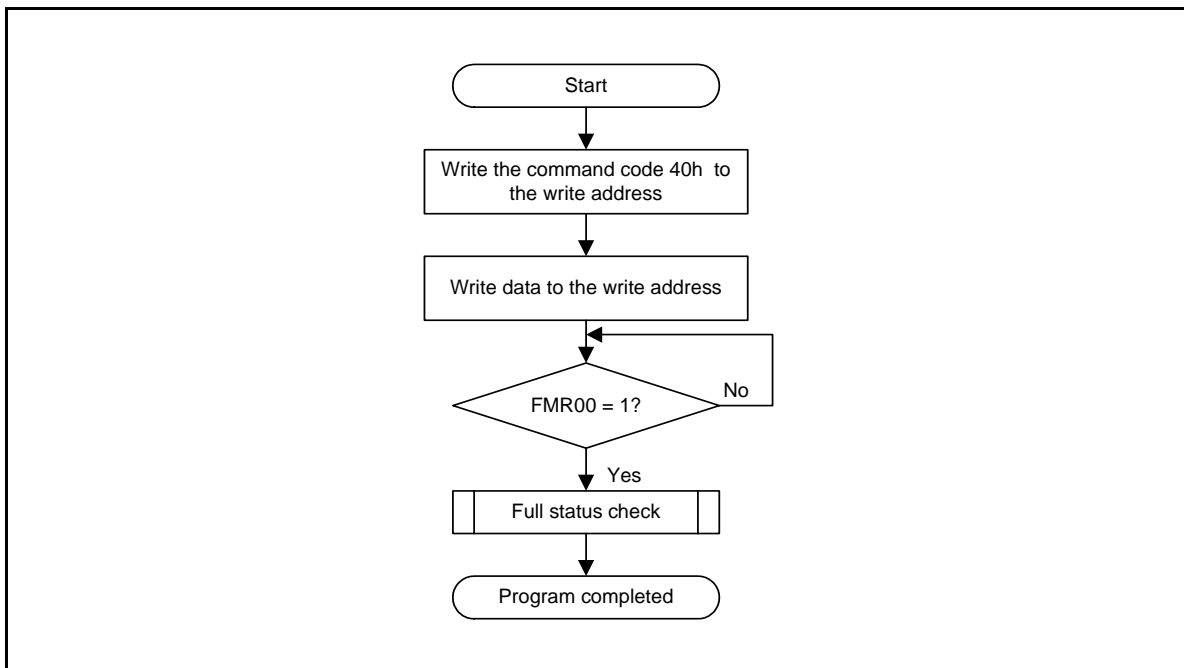 Start
Write the command code 40h to
the write address
Write data to the write address
FMR00 = 1?
No
Yes
Full status check
Program completed